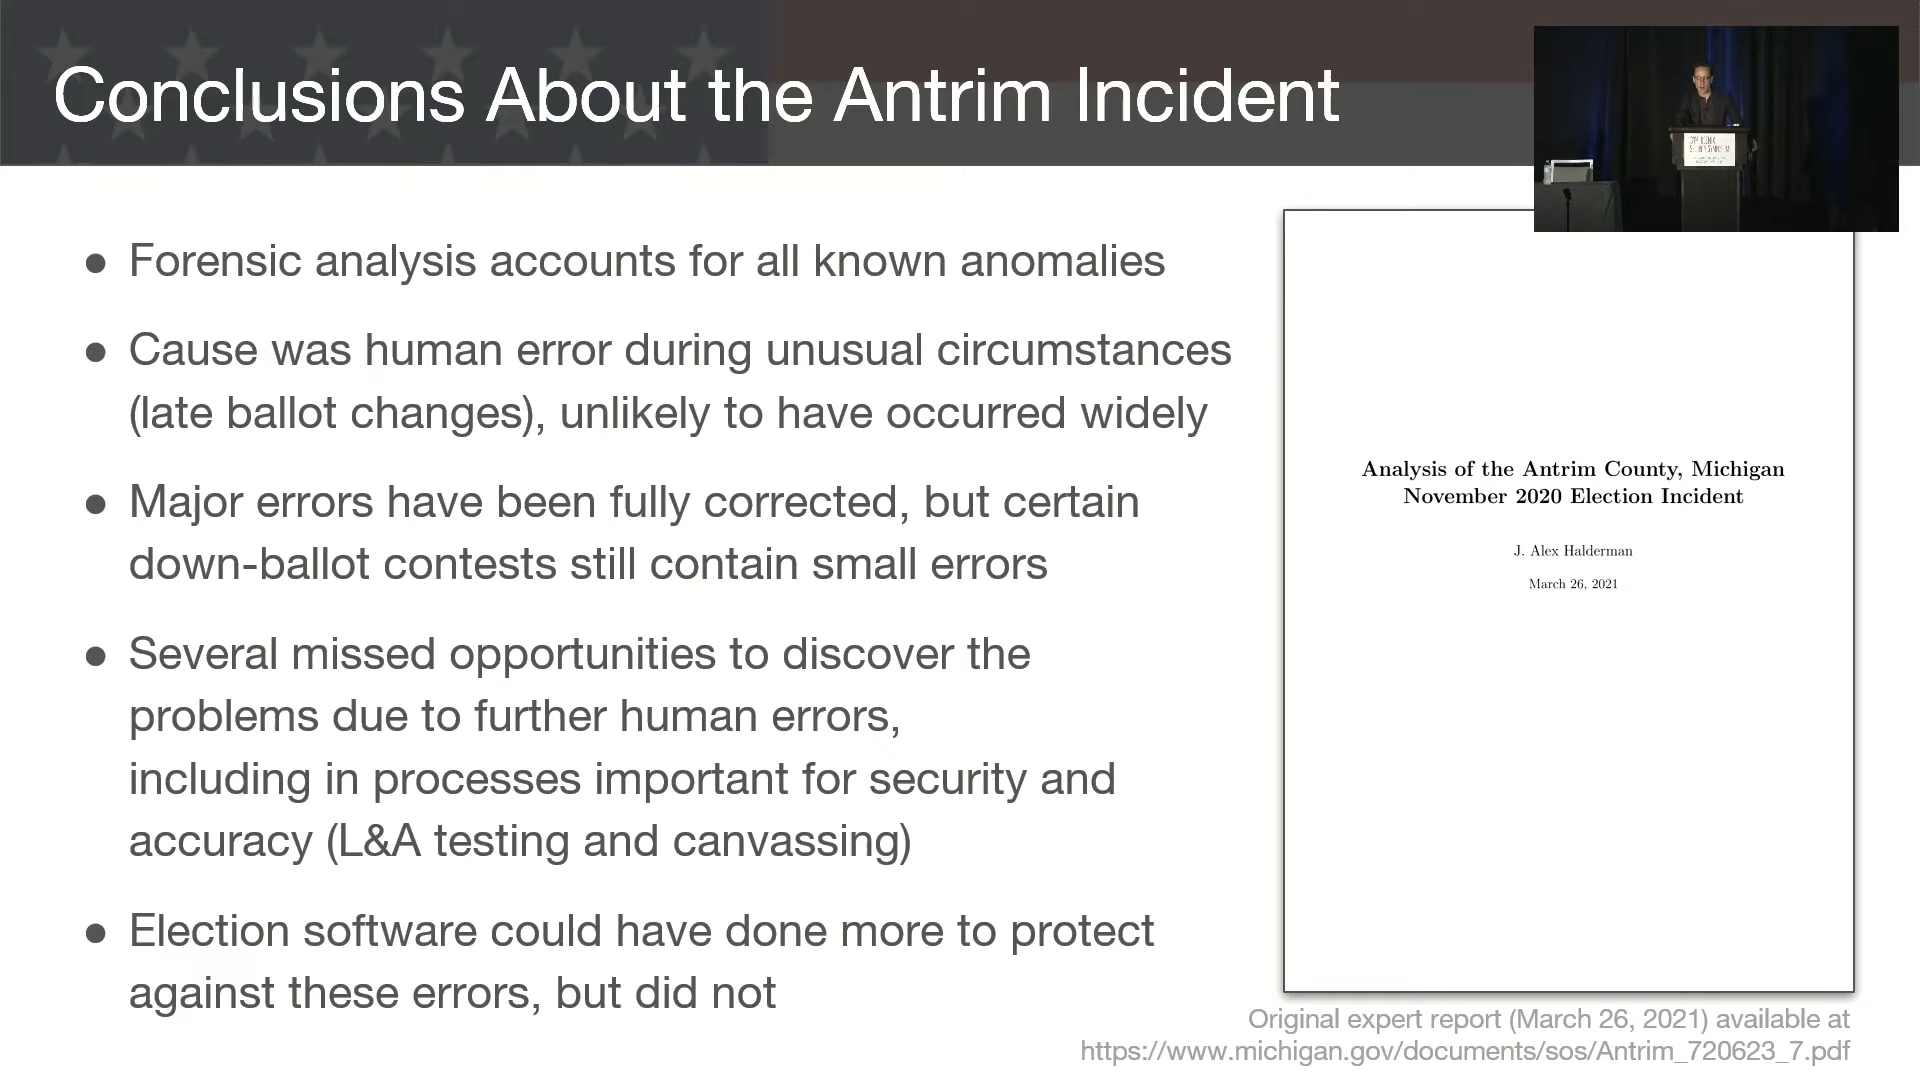 Conclusions About the Antrim Incident
● Forensic analysis accounts for all known anomalies
● Cause was human error during unusual circumstances
(late ballot changes), unlikely to have occurred widely
● Major errors have been fully corrected, but certain
down-ballot contests still contain small errors
● Several missed opportunities to discover the
problems due to further human errors,
including in processes important for security and
accuracy (L&A testing and canvassing)
● Election software could have done more to protect
against these errors, but did not
Analysis of the Antrim County, Michigan
November 2020 Election Incident
J. Alex Halderman
March 26, 2021
Original expert report (March 26, 2021) available at
https://www.michigan.gov/documents/sos/Antrim_720623_7.pdf